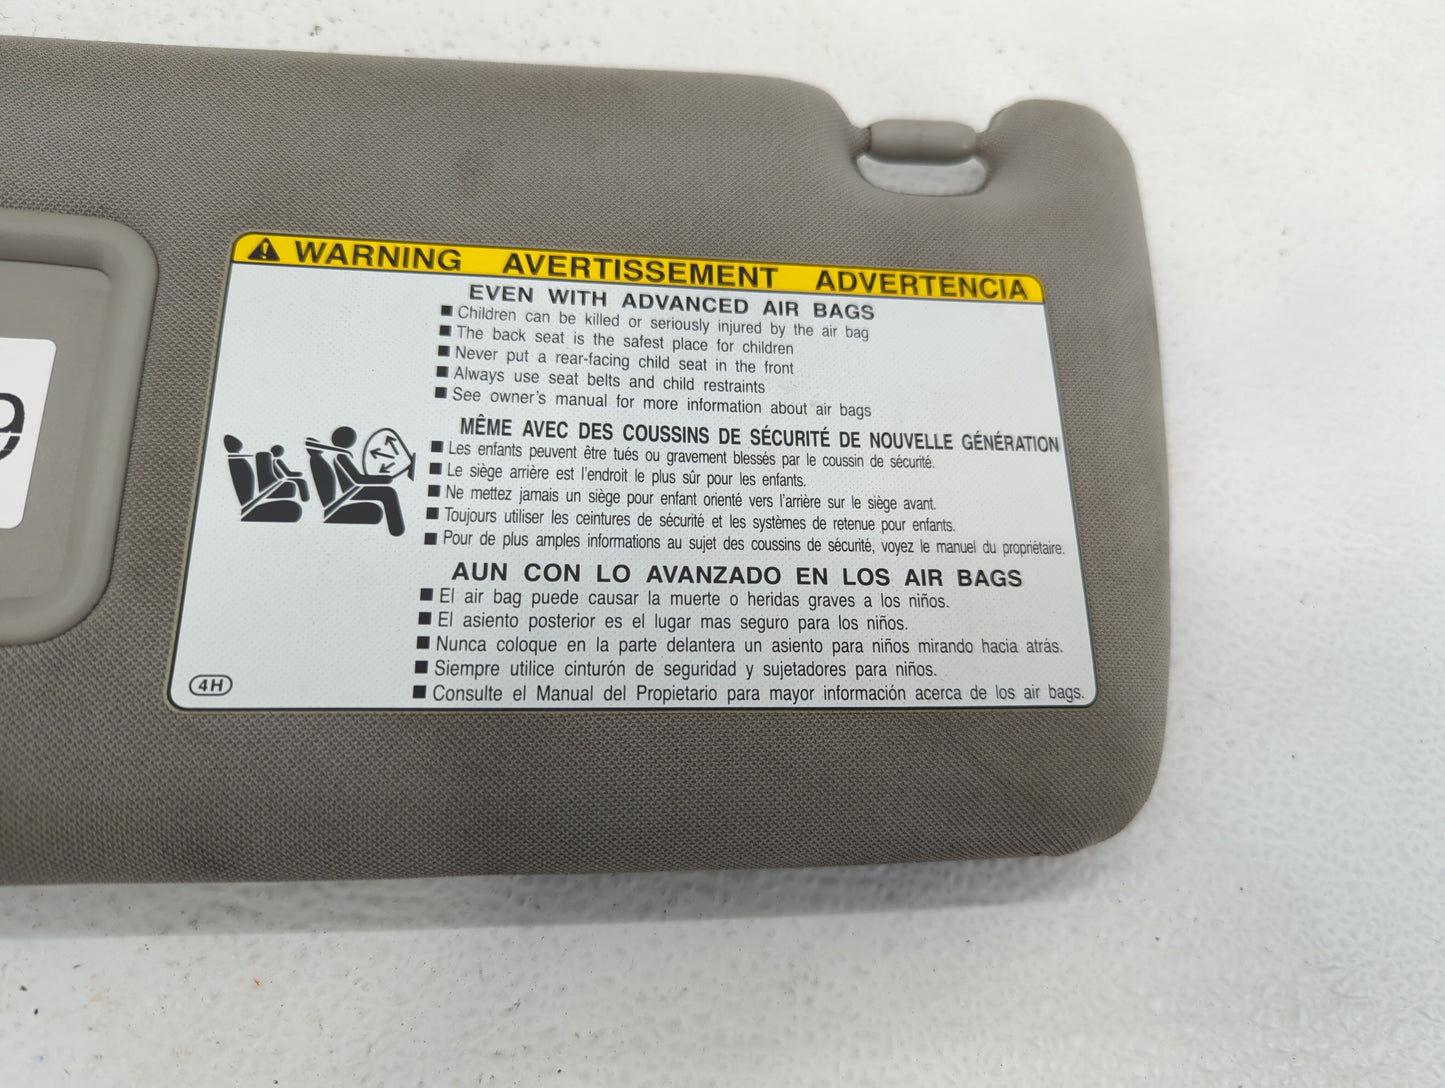 WARNING AVERTISSEMENT ADVERTENCIA
EVEN WITH ADVANCED AIR BAGS
■ Children can be killed or seriously injured by the air bag
■ The back seat is the safest place for children
■ Never put a rear-facing child seat in the front
■ Always use seat belts and child restraints
■ See owner's manual for more information about air bags
MÊME AVEC DES COUSSINS DE SÉCURITÉ DE NOUVELLE GÉNÉRATION
■ Les enfants peuvent être tués ou gravement blessés par le coussin de sécurité.
■ Le siège arrière est l'endroit le plus sûr pour les enfants.
■ Ne mettez jamais un siège pour enfant orienté vers l'arrière sur le siège avant.
■ Toujours utiliser les ceintures de sécurité et les systèmes de retenue pour enfants.
■ Pour de plus amples informations au sujet des coussins de sécurité, voyez le manuel du propriétaire.
AUN CON LO AVANZADO EN LOS AIR BAGS
■ El air bag puede causar la muerte o heridas graves a los niños.
■ El asiento posterior es el lugar mas seguro para los niños.
■ Nunca coloque en la parte delantera un asiento para niños mirando hacia atrás.
■ Siempre utilice cinturón de seguridad y sujetadores para niños.
■ Consulte el Manual del Propietario para mayor información acerca de los air bags.
4H
9